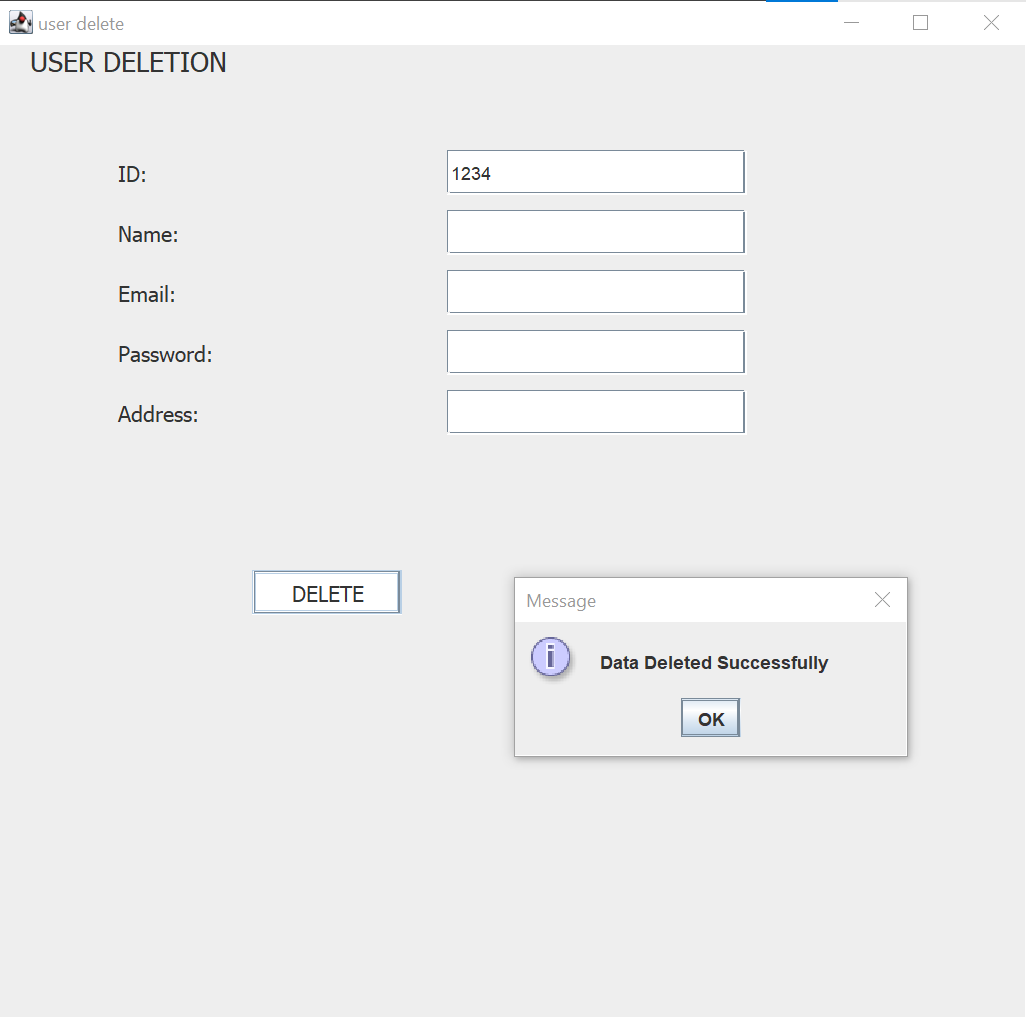 user delete
USER DELETION
ID:
1234
Name:
Email:
Password:
Address:
DELETE
Message
i
Data Deleted Successfully
OK